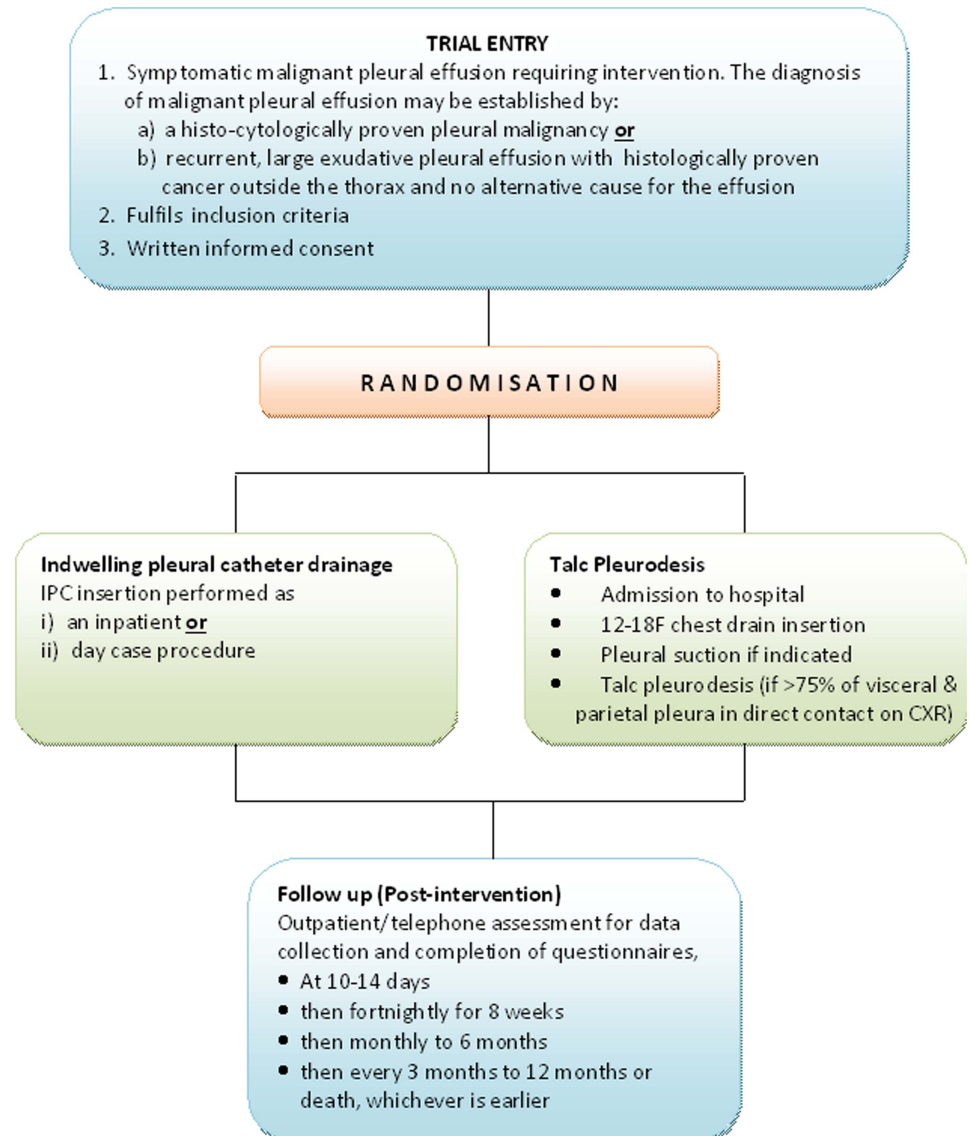 TRIAL ENTRY
1. Symptomatic malignant pleural effusion requiring intervention. The diagnosis
of malignant pleural effusion may be established by:
a) a histo-cytologically proven pleural malignancy or
b) recurrent, large exudative pleural effusion with histologically proven
cancer outside the thorax and no alternative cause for the effusion
2. Fulfils inclusion criteria
3. Written informed consent
RANDOMISATION
Indwelling pleural catheter drainage
IPC insertion performed as
i) an inpatient or
ii) day case procedure
Talc Pleurodesis
• Admission to hospital
• 12-18F chest drain insertion
• Pleural suction if indicated
• Talc pleurodesis (if >75% of visceral &
parietal pleura in direct contact on CXR)
Follow up (Post-intervention)
Outpatient/telephone assessment for data
collection and completion of questionnaires,
• At 10-14 days
• then fortnightly for 8 weeks
• then monthly to 6 months
• then every 3 months to 12 months or
death, whichever is earlier